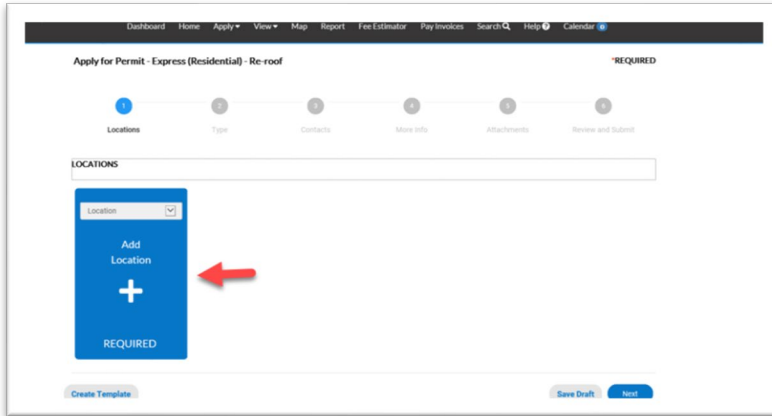 Dashboard Home Apply View Map Report Fee Estimator Pay Invoices Search Help Calendar 0
Apply for Permit - Express (Residential) - Re-roof *REQUIRED
1 2 3 4 5 6
Locations Type Contacts More Info Attachments Review and Submit
LOCATIONS
Location
Add
Location
REQUIRED
Create Template Save Draft Next